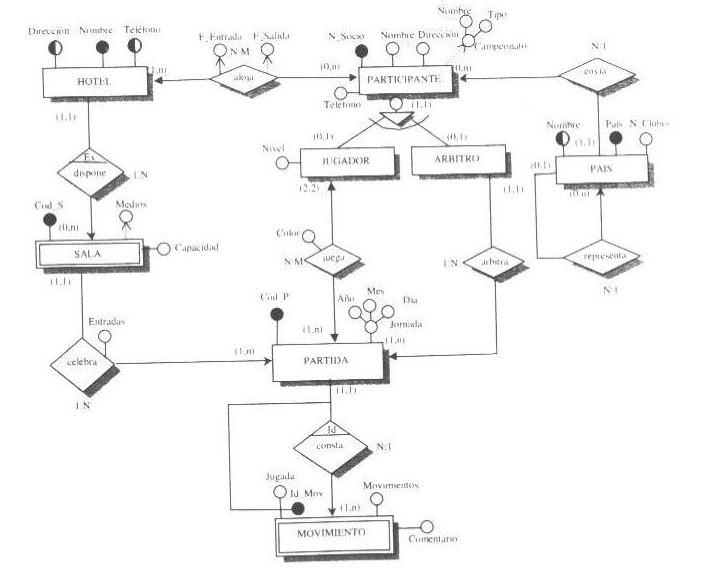 Nombre Tipo
Dirección Nombre Teléfono
F_Entrada F_Salida N_Socio Nombre Dirección Campeonato
N:M N:1
HOTEL (1,n) aloja (0,n) PARTICIPANTE (0,n) envia
Teléfono (1,1)
(1,1) (0,1) (0,1)
Nombre País N_Clubes
Ex Nivel JUGADOR ARBITRO (1,1)
dispone 1:N (0,1) PAIS
(2,2) (1,1) (0,n)
Cod_S Medios
(0,n) Color
SALA Capacidad N:M juega 1:N arbitra representa
(1,1) N:1
Cod_P Año Mes Dia
Entradas Jornada
(1,n) (1,n)
celebra (1,n) PARTIDA
(1,1)
1:N Id
consta N:1
Jugada Movimientos
Id_Mov (1,n)
MOVIMIENTO Comentario